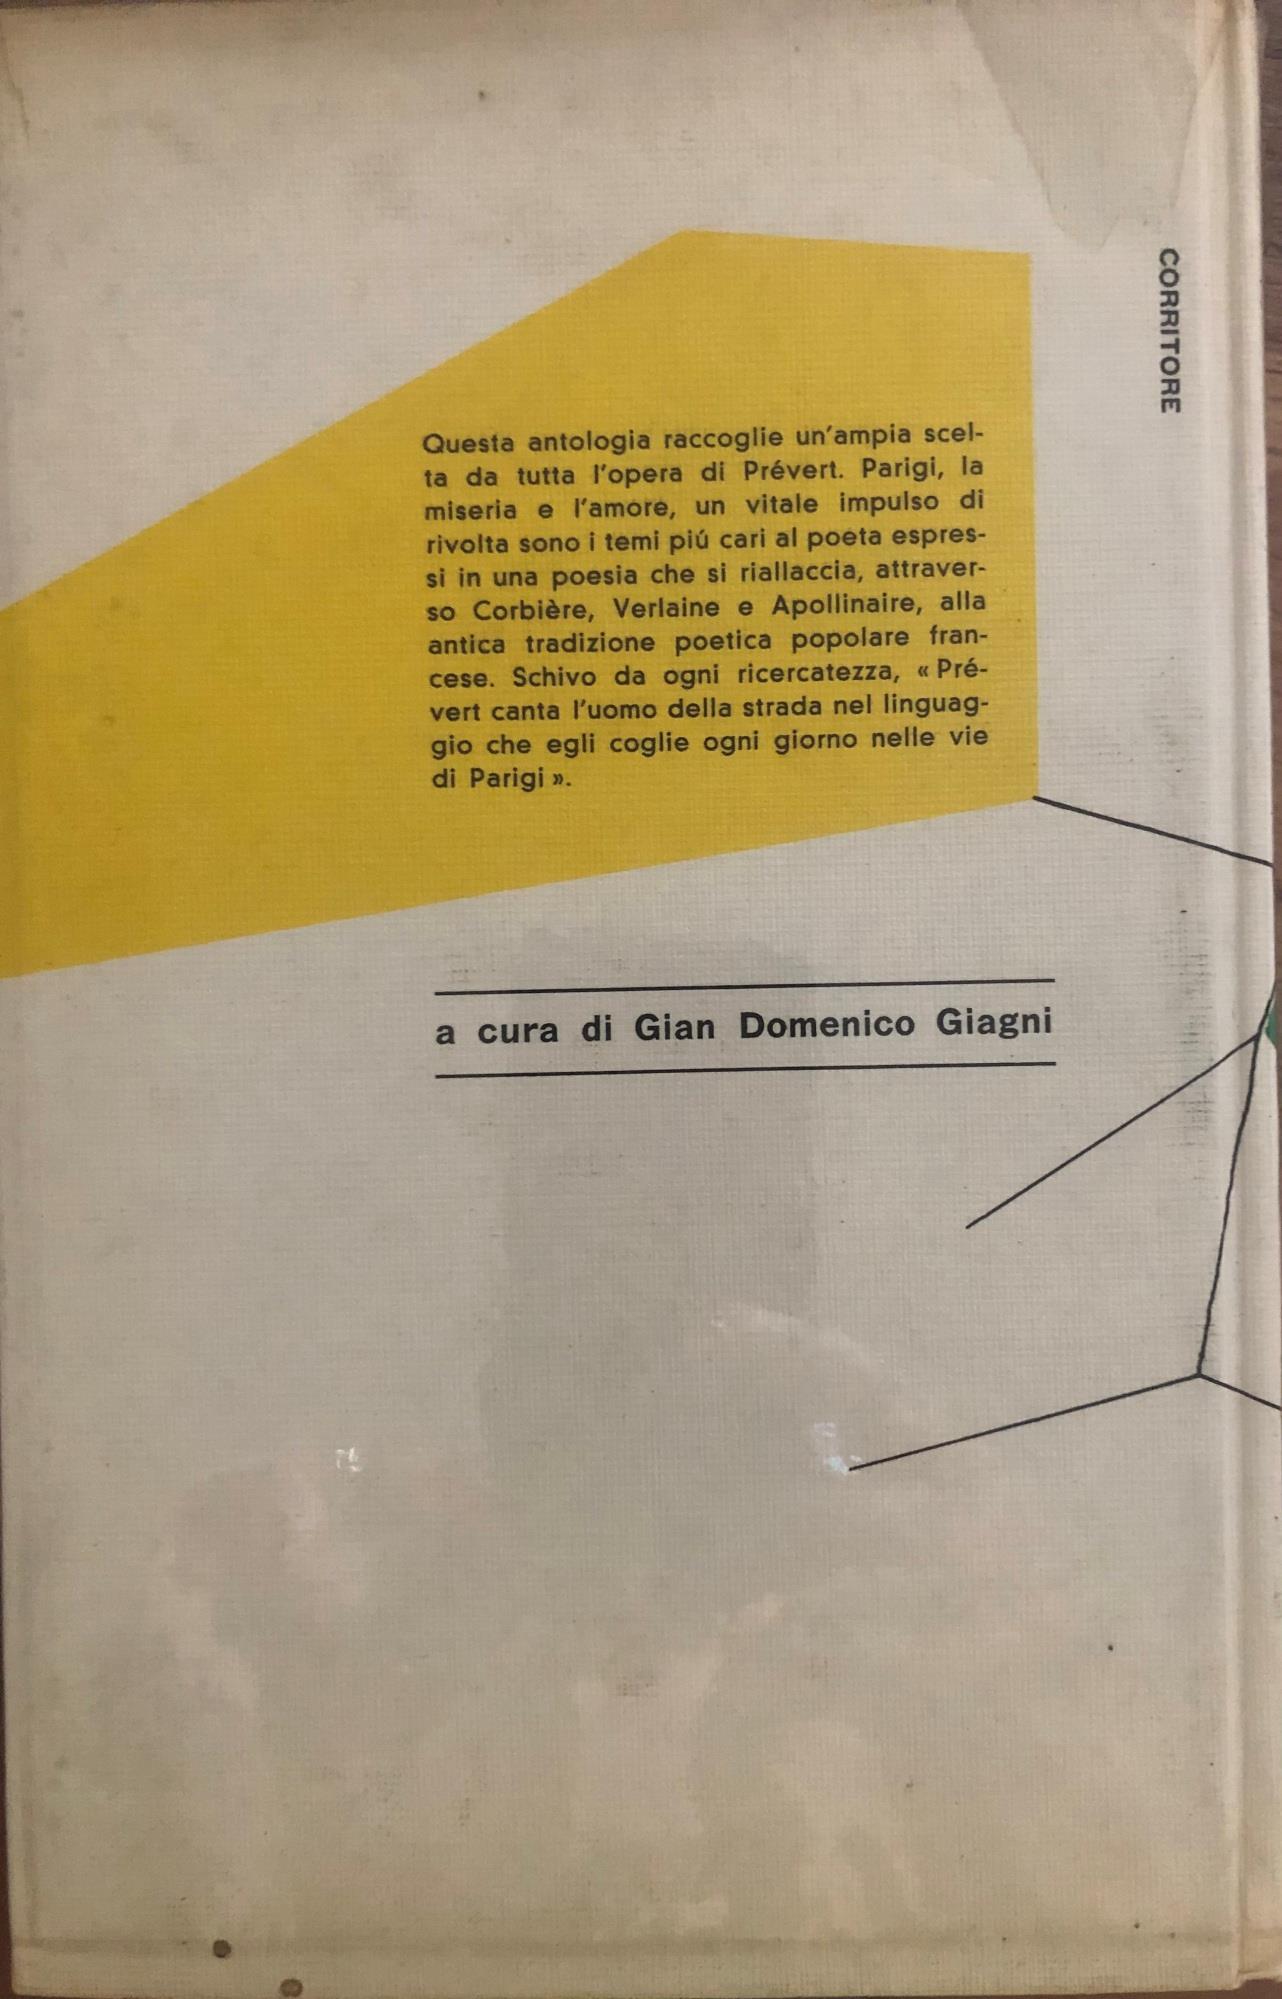 CORRITORE
Questa antologia raccoglie un'ampia scel-
ta da tutta l'opera di Prévert. Parigi, la
miseria e l'amore, un vitale impulso di
rivolta sono i temi piú cari al poeta espres-
si in una poesia che si riallaccia, attraver-
so Corbière, Verlaine e Apollinaire, alla
antica tradizione poetica popolare fran-
cese. Schivo da ogni ricercatezza, « Pré-
vert canta l'uomo della strada nel linguag-
gio che egli coglie ogni giorno nelle vie
di Parigi ».
a cura di Gian Domenico Giagni